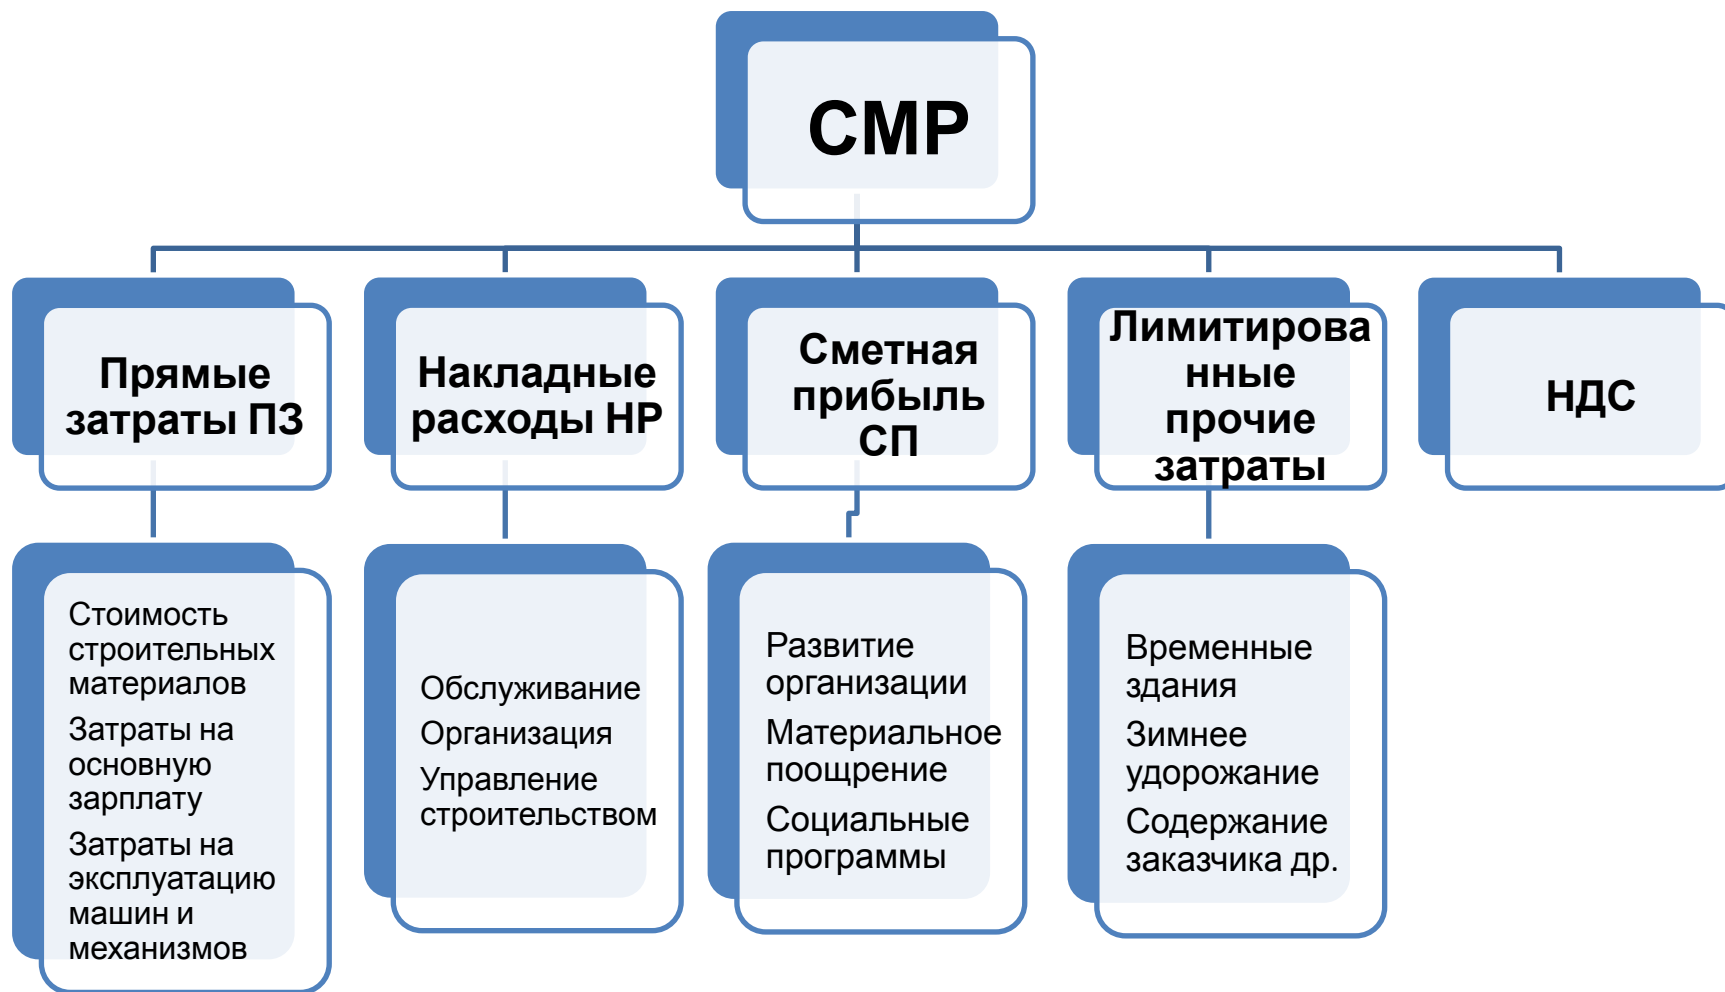 СМР
Прямые
затраты ПЗ
Накладные
расходы НР
Сметная
прибыль
СП
Лимитирова
нные
прочие
затраты
НДС
Стоимость
строительных
материалов
Затраты на
основную
зарплату
Затраты на
эксплуатацию
машин и
механизмов
Обслуживание
Организация
Управление
строительством
Развитие
организации
Материальное
поощрение
Социальные
программы
Временные
здания
Зимнее
удорожание
Содержание
заказчика др.